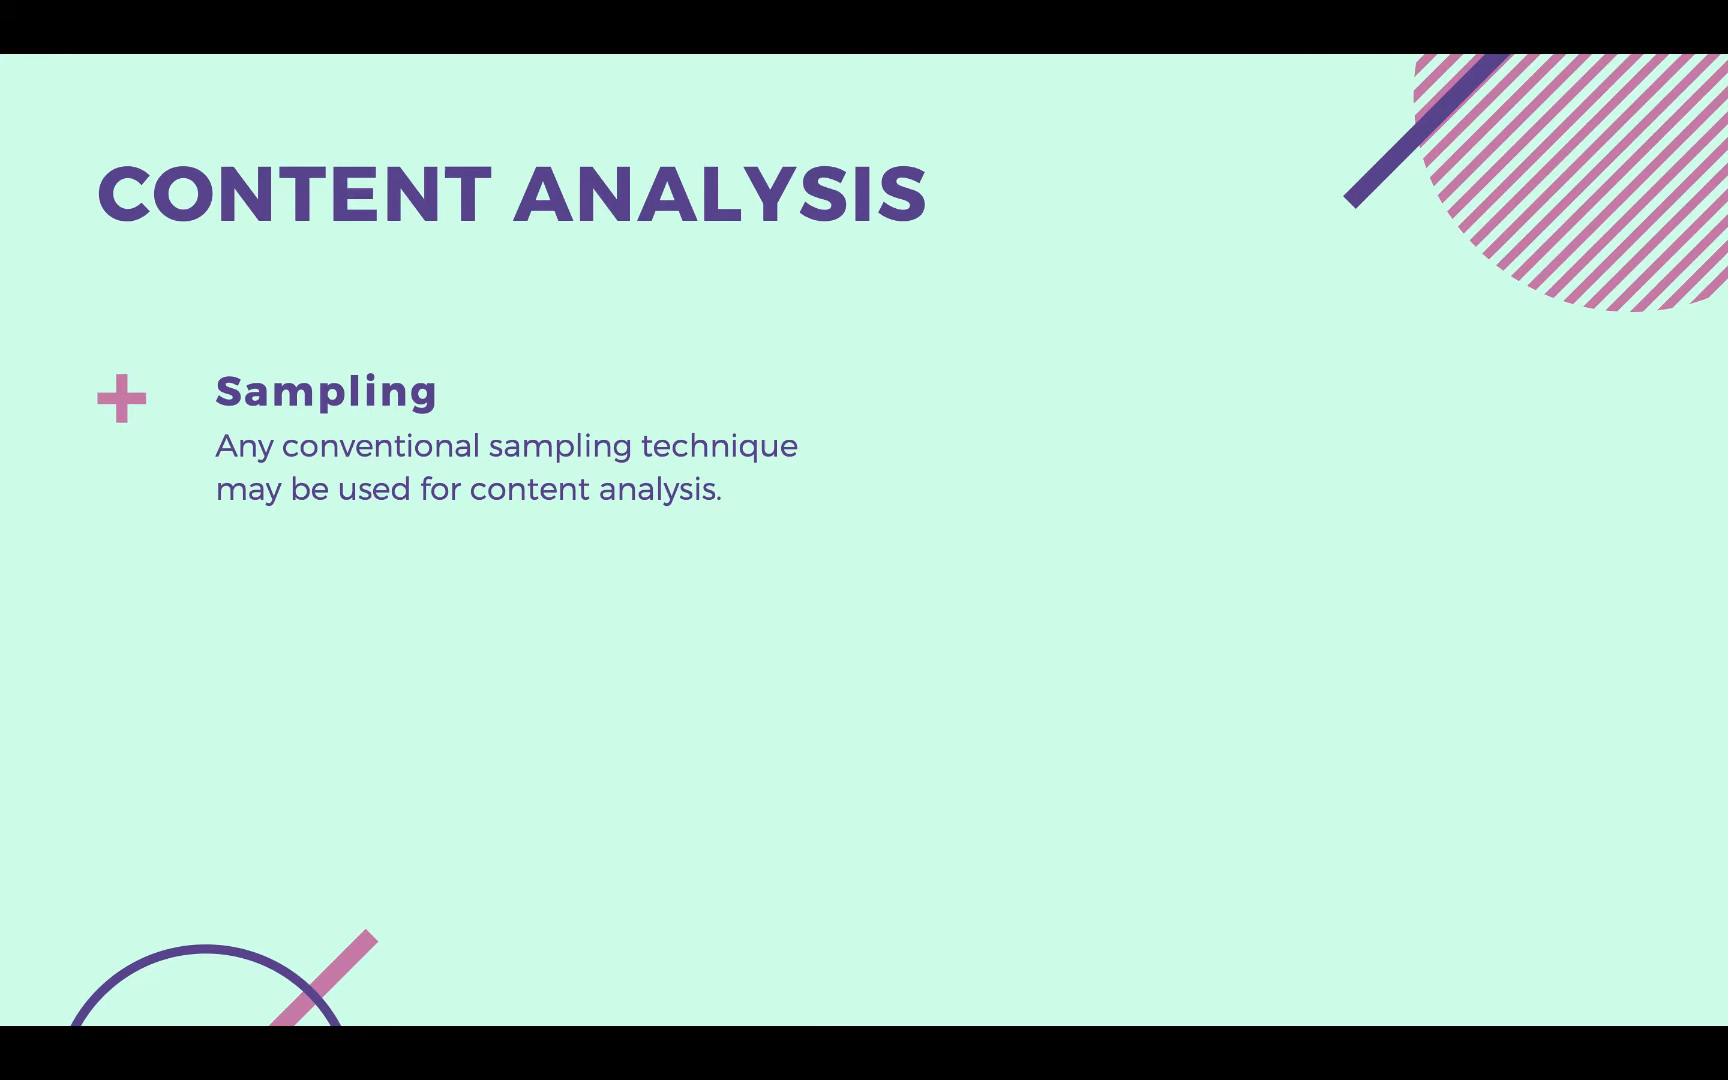 CONTENT ANALYSIS
Sampling
Any conventional sampling technique
may be used for content analysis.